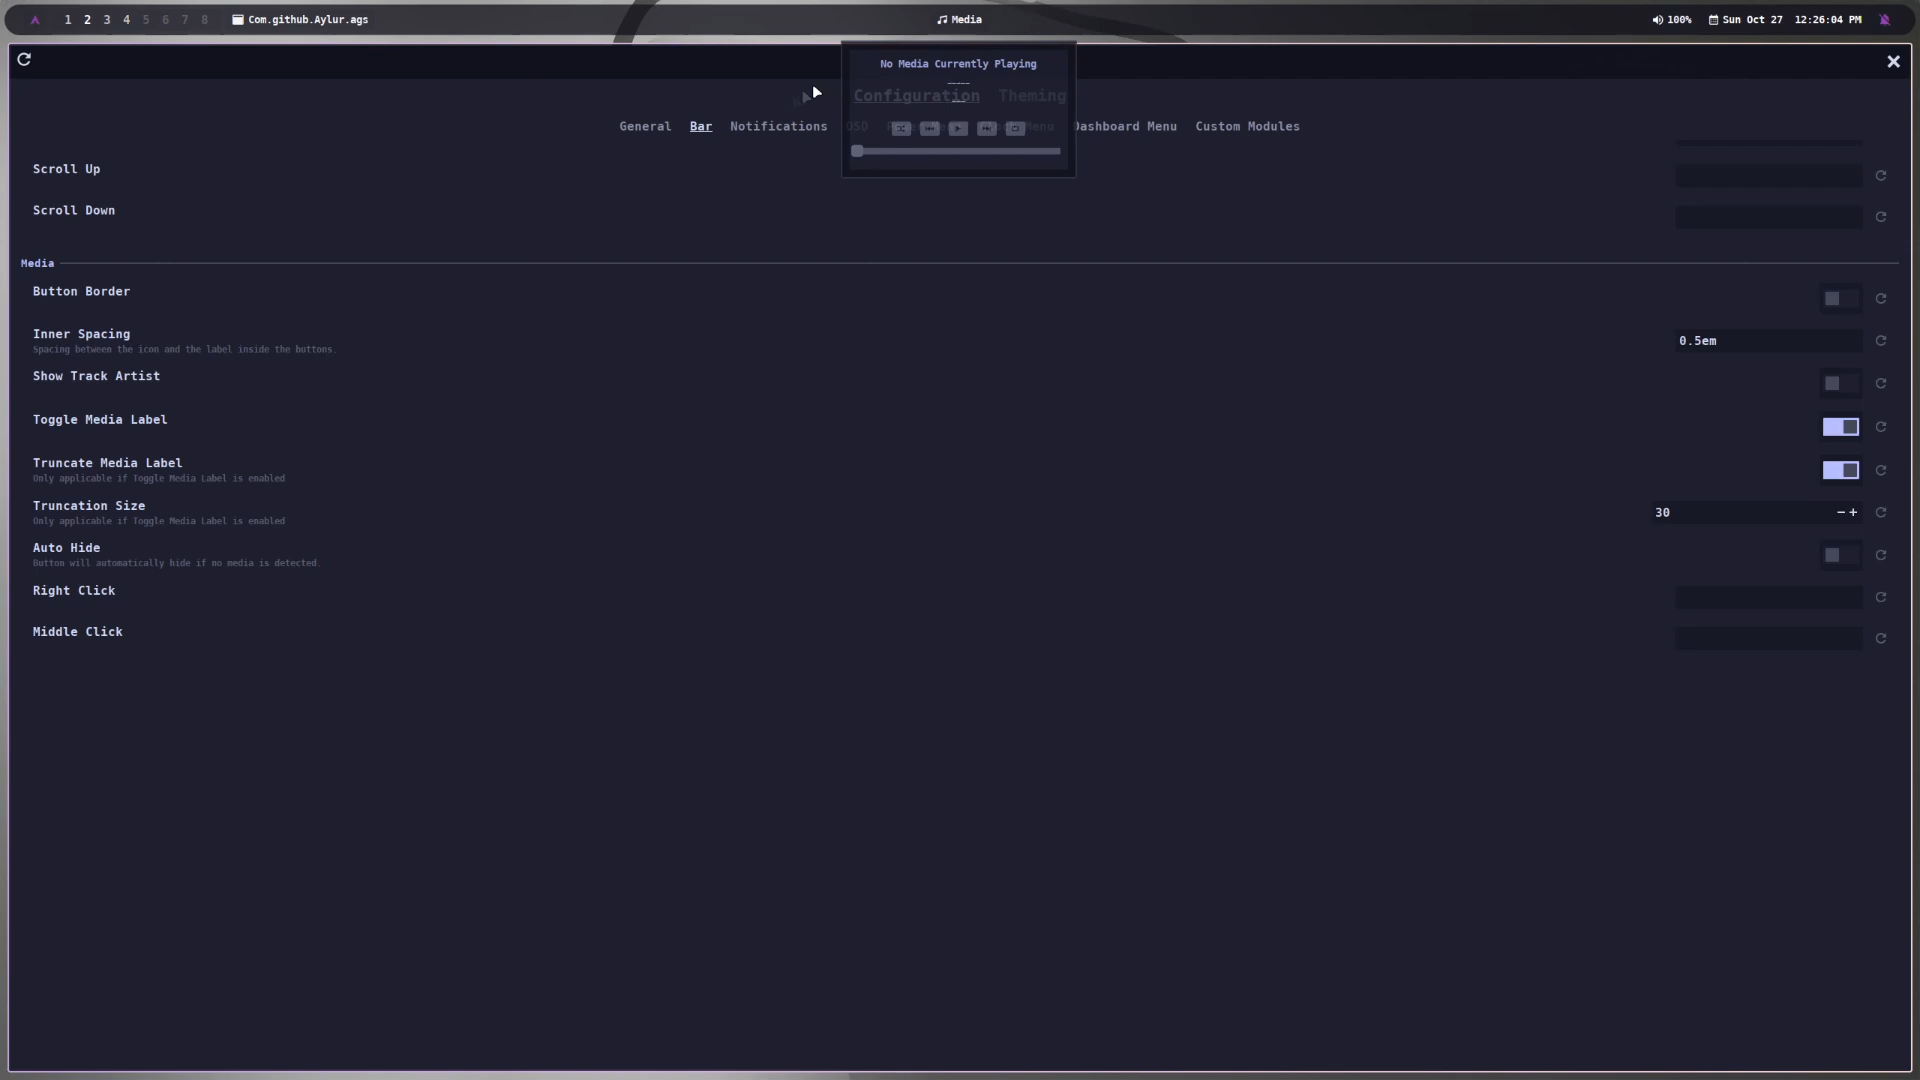 1 2 3 4 5 6 7 8 Com.github.Aylur.ags Media 100% Sun Oct 27 12:26:04 PM
No Media Currently Playing
Configuration Theming
General Bar Notifications OSD Menu Dashboard Menu Custom Modules
Scroll Up
Scroll Down
Media
Button Border
Inner Spacing 0.5em
Spacing between the icon and the label inside the buttons.
Show Track Artist
Toggle Media Label
Truncate Media Label
Only applicable if Toggle Media Label is enabled
Truncation Size 30
Only applicable if Toggle Media Label is enabled
Auto Hide
Button will automatically hide if no media is detected.
Right Click
Middle Click